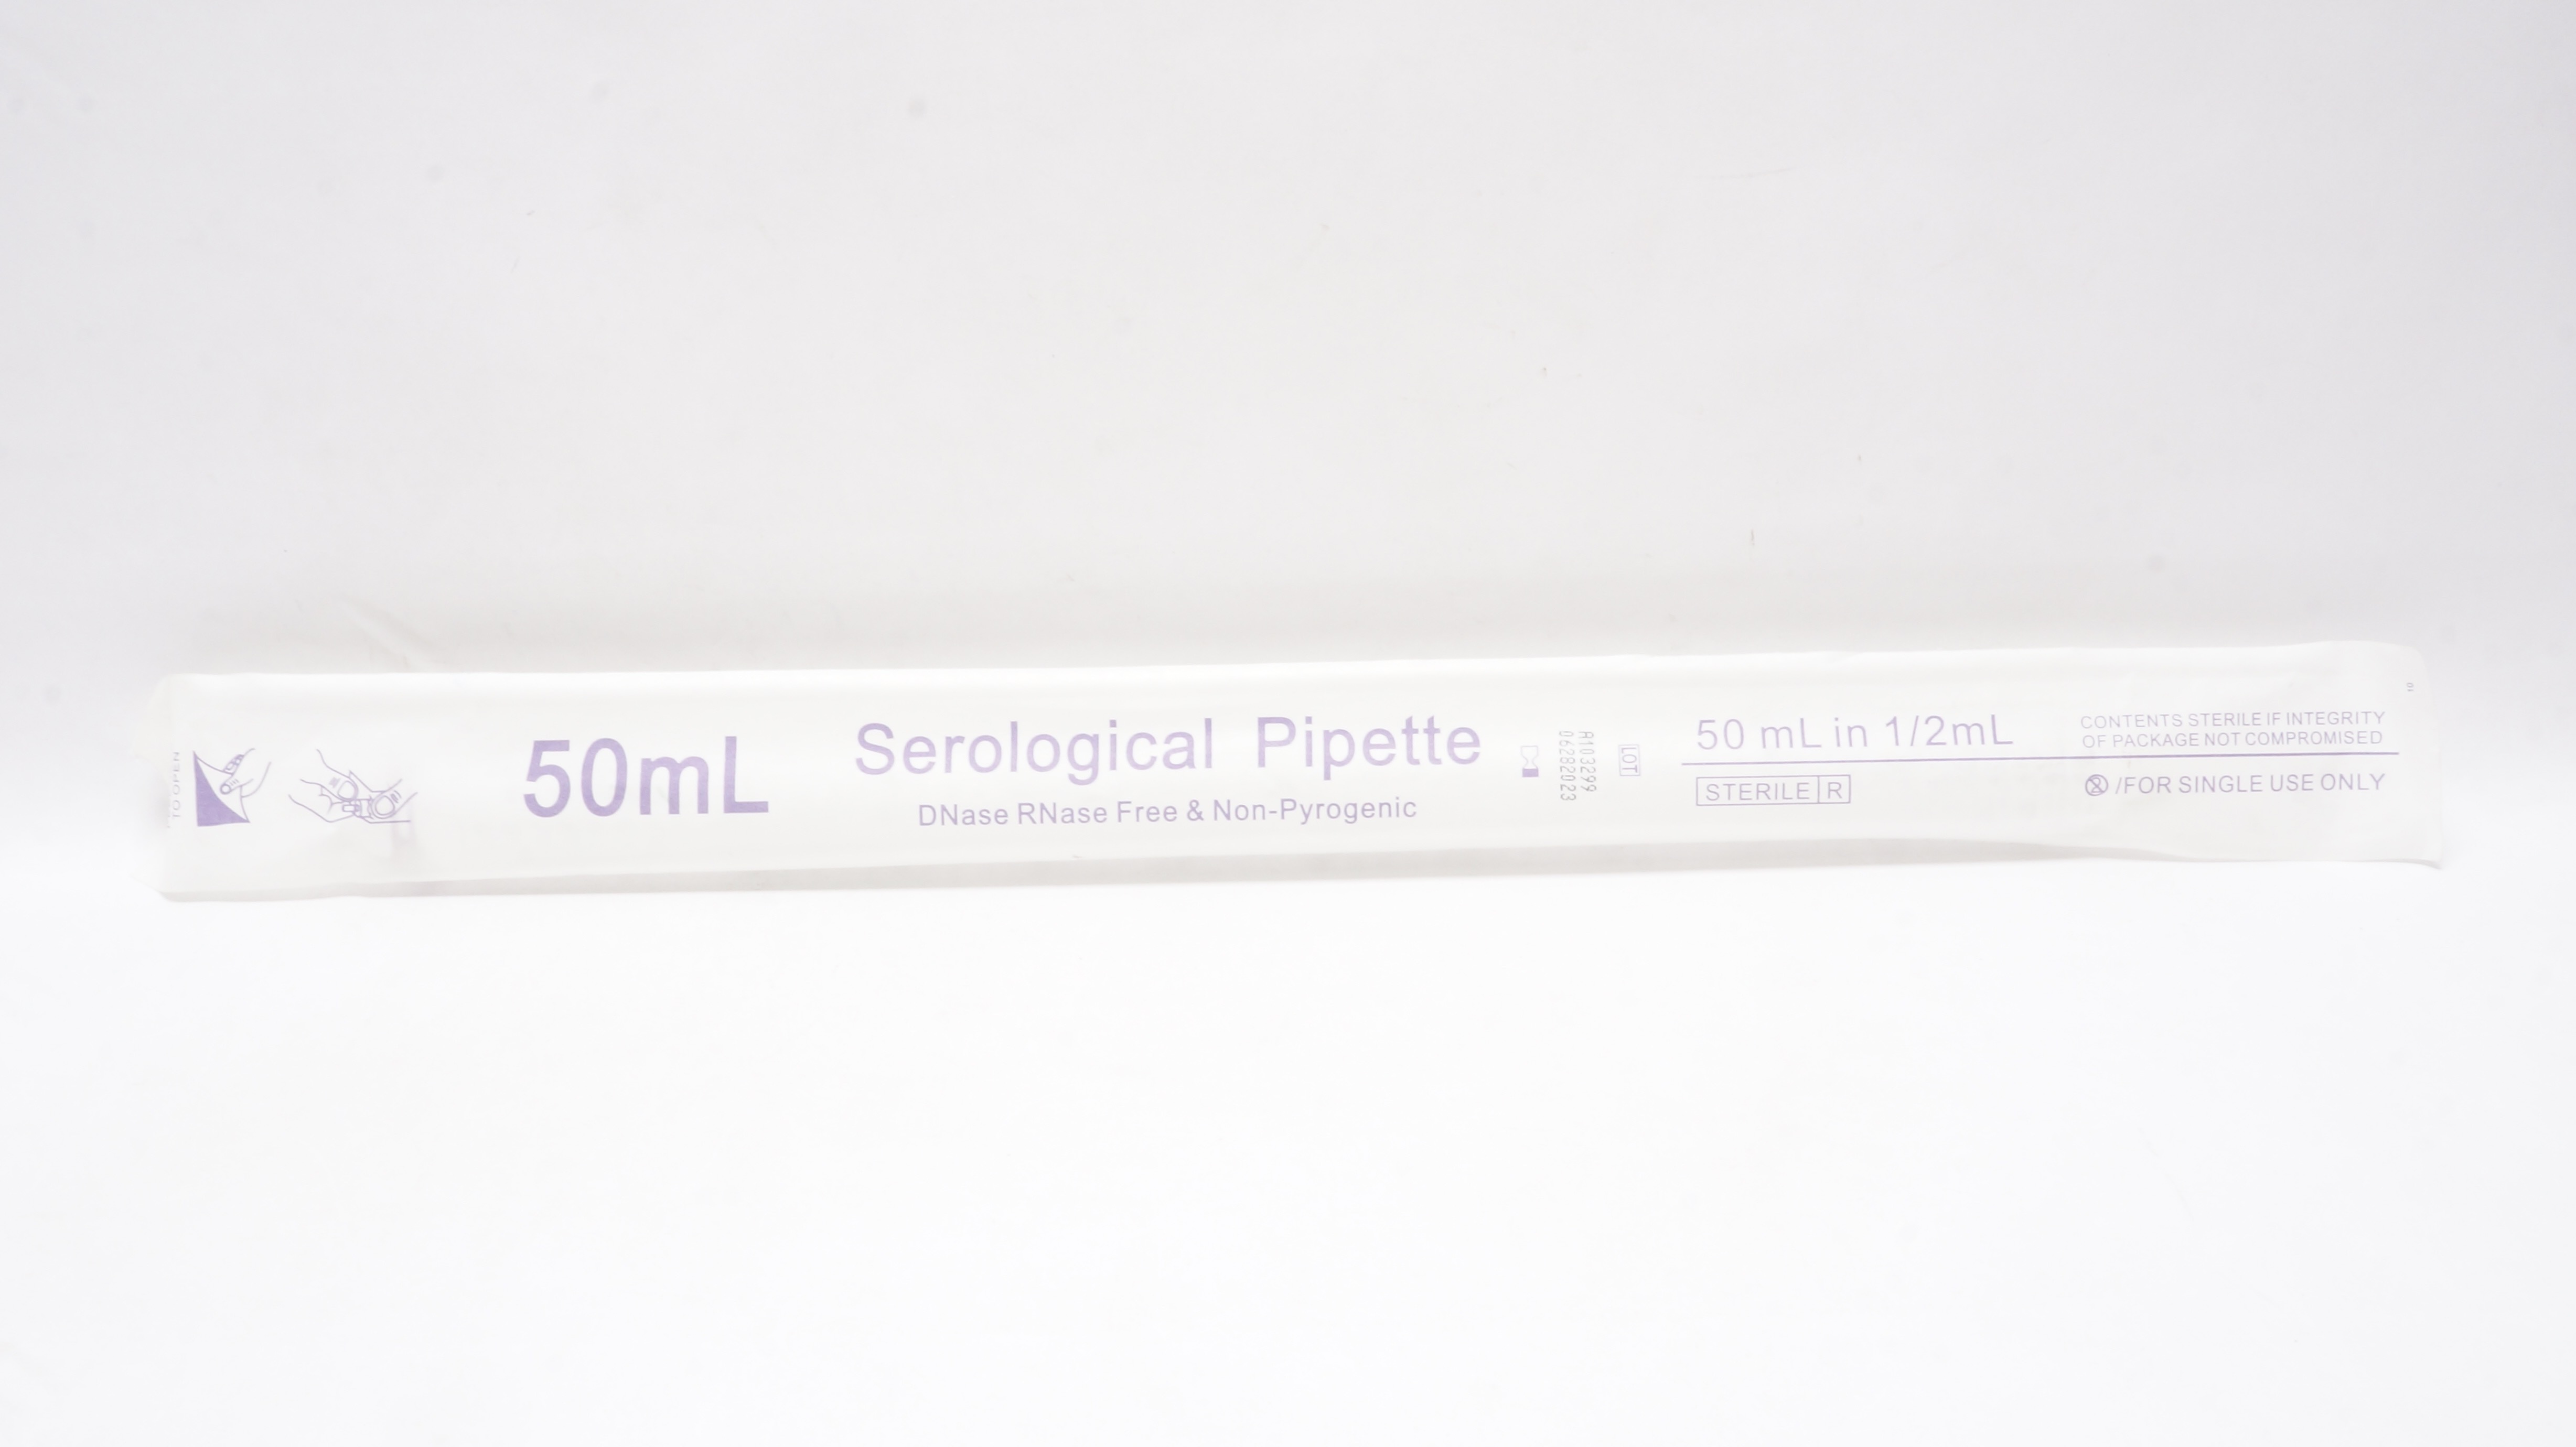 TO OPEN
50mL
Serological Pipette
DNase RNase Free & Non-Pyrogenic
A103299
06282023
LOT
50 mL in 1/2mL
STERILE R
CONTENTS STERILE IF INTEGRITY
OF PACKAGE NOT COMPROMISED
/FOR SINGLE USE ONLY